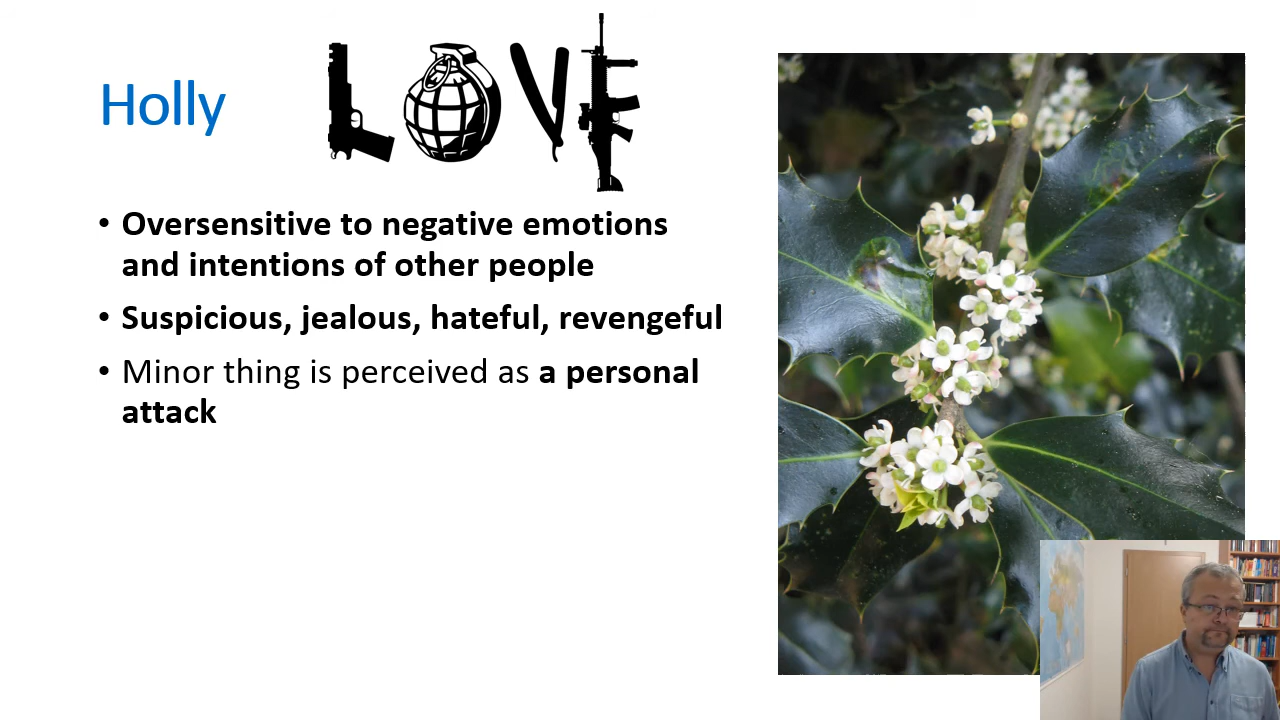 Holly
LOVE
• Oversensitive to negative emotions
and intentions of other people
• Suspicious, jealous, hateful, revengeful
• Minor thing is perceived as a personal
attack